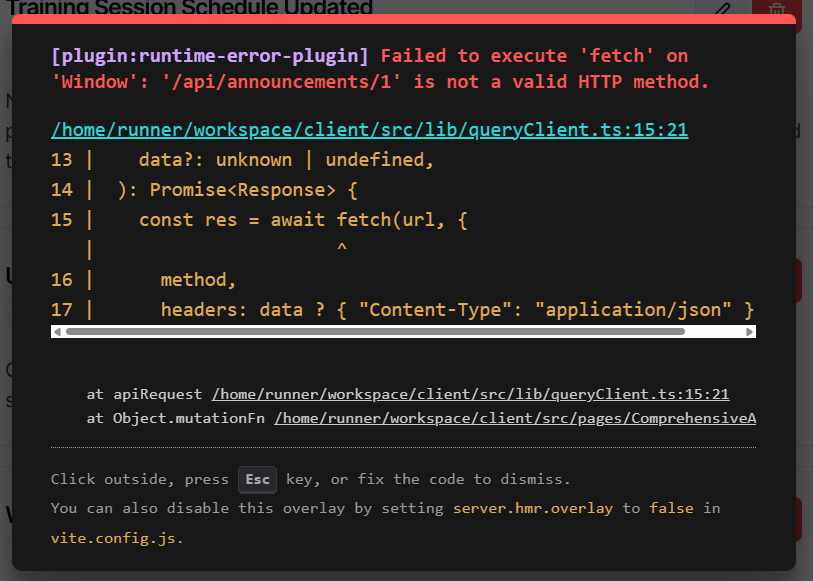 Training Session Schedule Updated
[plugin:runtime-error-plugin] Failed to execute 'fetch' on
'Window': '/api/announcements/1' is not a valid HTTP method.
/home/runner/workspace/client/src/lib/queryClient.ts:15:21
13 |    data?: unknown | undefined,
14 |  ): Promise<Response> {
15 |    const res = await fetch(url, {
   |                      ^
16 |      method,
17 |      headers: data ? { "Content-Type": "application/json" }
at apiRequest /home/runner/workspace/client/src/lib/queryClient.ts:15:21
at Object.mutationFn /home/runner/workspace/client/src/pages/ComprehensiveA
Click outside, press Esc key, or fix the code to dismiss.
You can also disable this overlay by setting server.hmr.overlay to false in
vite.config.js.